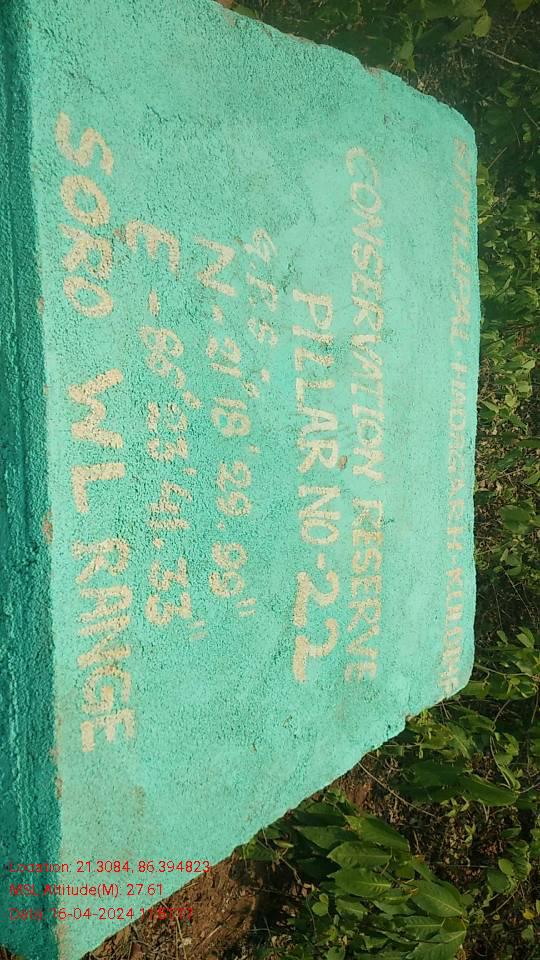 SIMILIPAL-HADAGARH-KULDIHA
CONSERVATION RESERVE
PILLAR NO-22
G.P.S
N-21°18'29.99"
E-86°23'41.33"
SORO WL RANGE
Location: 21.3084, 86.394823
MSL Altitude(M): 27.61
Date: 16-04-2024